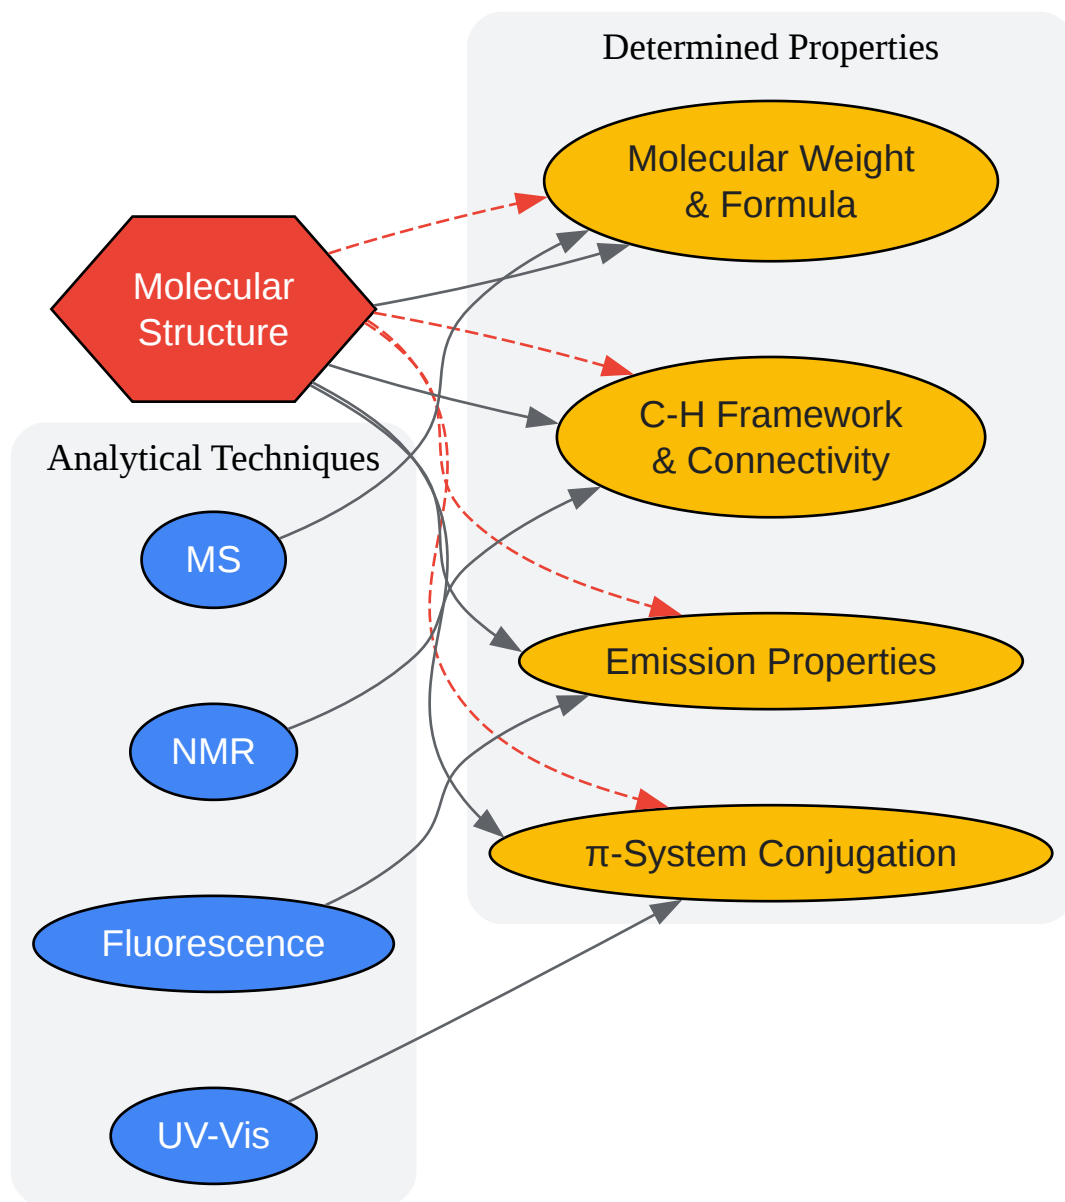 Determined Properties
Molecular Weight
& Formula
Molecular
Structure
C-H Framework
& Connectivity
Analytical Techniques
MS
Emission Properties
NMR
π-System Conjugation
Fluorescence
UV-Vis